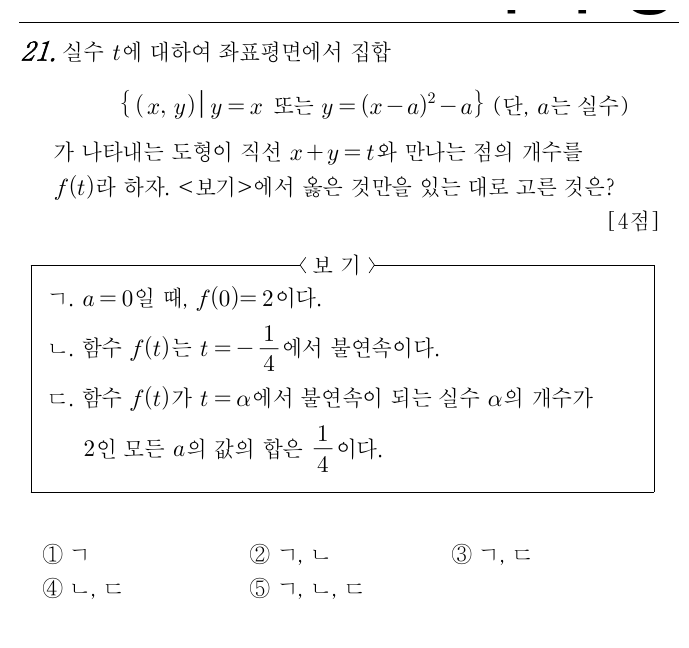 21. 실수 t에 대하여 좌표평면에서 집합
{(x, y)|y=x 또는 y=(x-a)²-a} (단, a는 실수)
가 나타내는 도형이 직선 x+y=t와 만나는 점의 개수를
f(t)라 하자. <보기>에서 옳은 것만을 있는 대로 고른 것은?
[4점]
〈보 기〉
ㄱ. a=0일 때, f(0)=2이다.
ㄴ. 함수 f(t)는 t=-1/4에서 불연속이다.
ㄷ. 함수 f(t)가 t=α에서 불연속이 되는 실수 α의 개수가
2인 모든 a의 값의 합은 1/4이다.
① ㄱ ② ㄱ, ㄴ ③ ㄱ, ㄷ
④ ㄴ, ㄷ ⑤ ㄱ, ㄴ, ㄷ